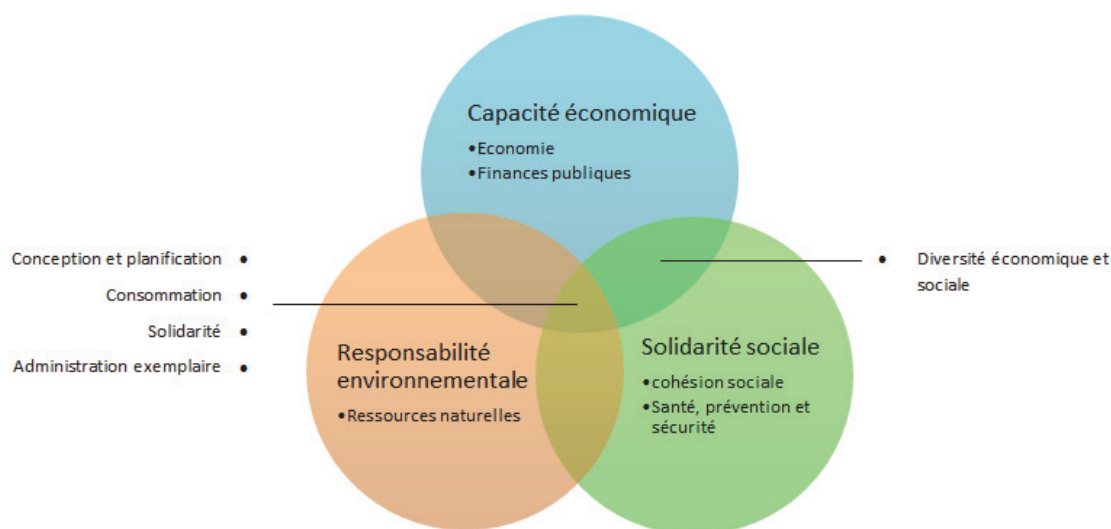 Capacité économique
•Economie
•Finances publiques
Conception et planification •
Consommation •
Solidarité •
Administration exemplaire •
• Diversité économique et
sociale
Responsabilité
environnementale
•Ressources naturelles
Solidarité sociale
•cohésion sociale
•Santé, prévention et
sécurité